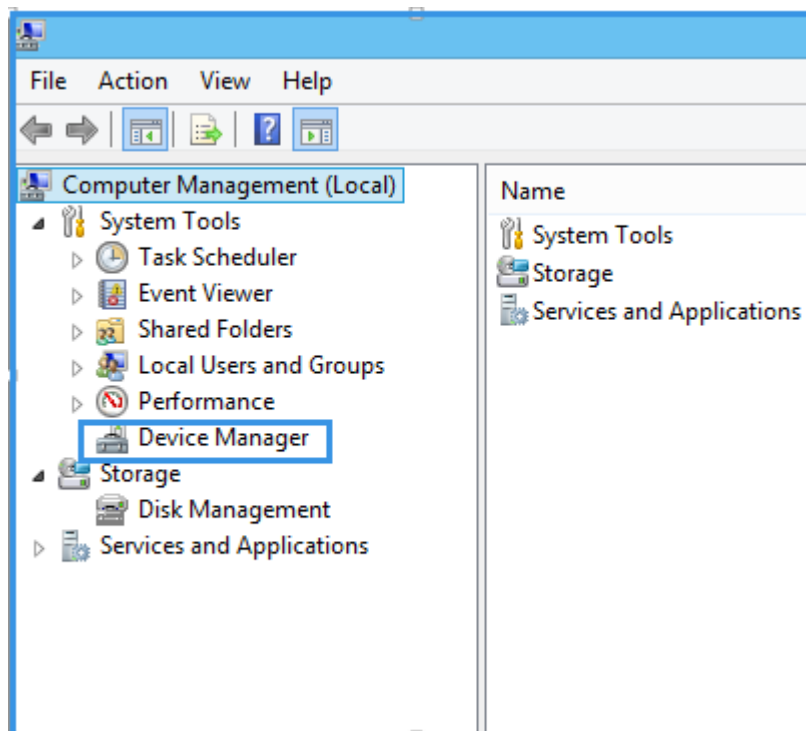 File Action View Help
Computer Management (Local)
System Tools
Task Scheduler
Event Viewer
Shared Folders
Local Users and Groups
Performance
Device Manager
Storage
Disk Management
Services and Applications
Name
System Tools
Storage
Services and Applications